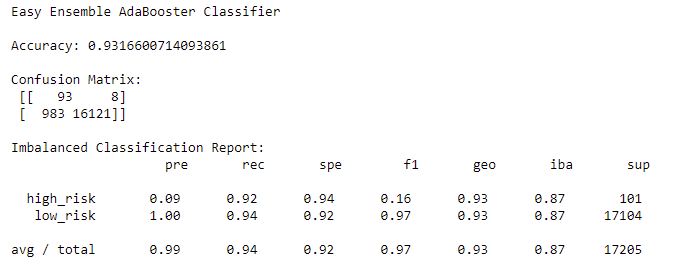 Easy Ensemble AdaBooster Classifier
Accuracy: 0.9316600714093861
Confusion Matrix:
[[   93     8]
[  983 16121]]
Imbalanced Classification Report:
pre       rec       spe        f1       geo       iba       sup
high_risk       0.09      0.92      0.94      0.16      0.93      0.87       101
low_risk       1.00      0.94      0.92      0.97      0.93      0.87     17104
avg / total       0.99      0.94      0.92      0.97      0.93      0.87     17205